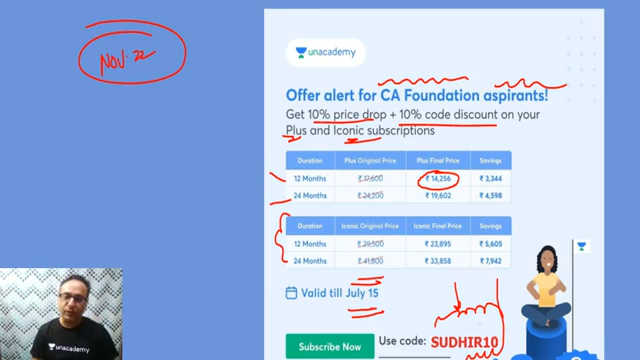 NOV. 22
unacademy
Offer alert for CA Foundation aspirants!
Get 10% price drop + 10% code discount on your
Plus and Iconic subscriptions
Duration Plus Original Price Plus Final Price Savings
12 Months ₹ 17,600 ₹ 14,256 ₹ 3,344
24 Months ₹ 24,200 ₹ 19,602 ₹ 4,598
Duration Iconic Original Price Iconic Final Price Savings
12 Months ₹ 29,500 ₹ 23,895 ₹ 5,605
24 Months ₹ 41,800 ₹ 33,858 ₹ 7,942
Valid till July 15
Subscribe Now
Use code: SUDHIR10
unacademy